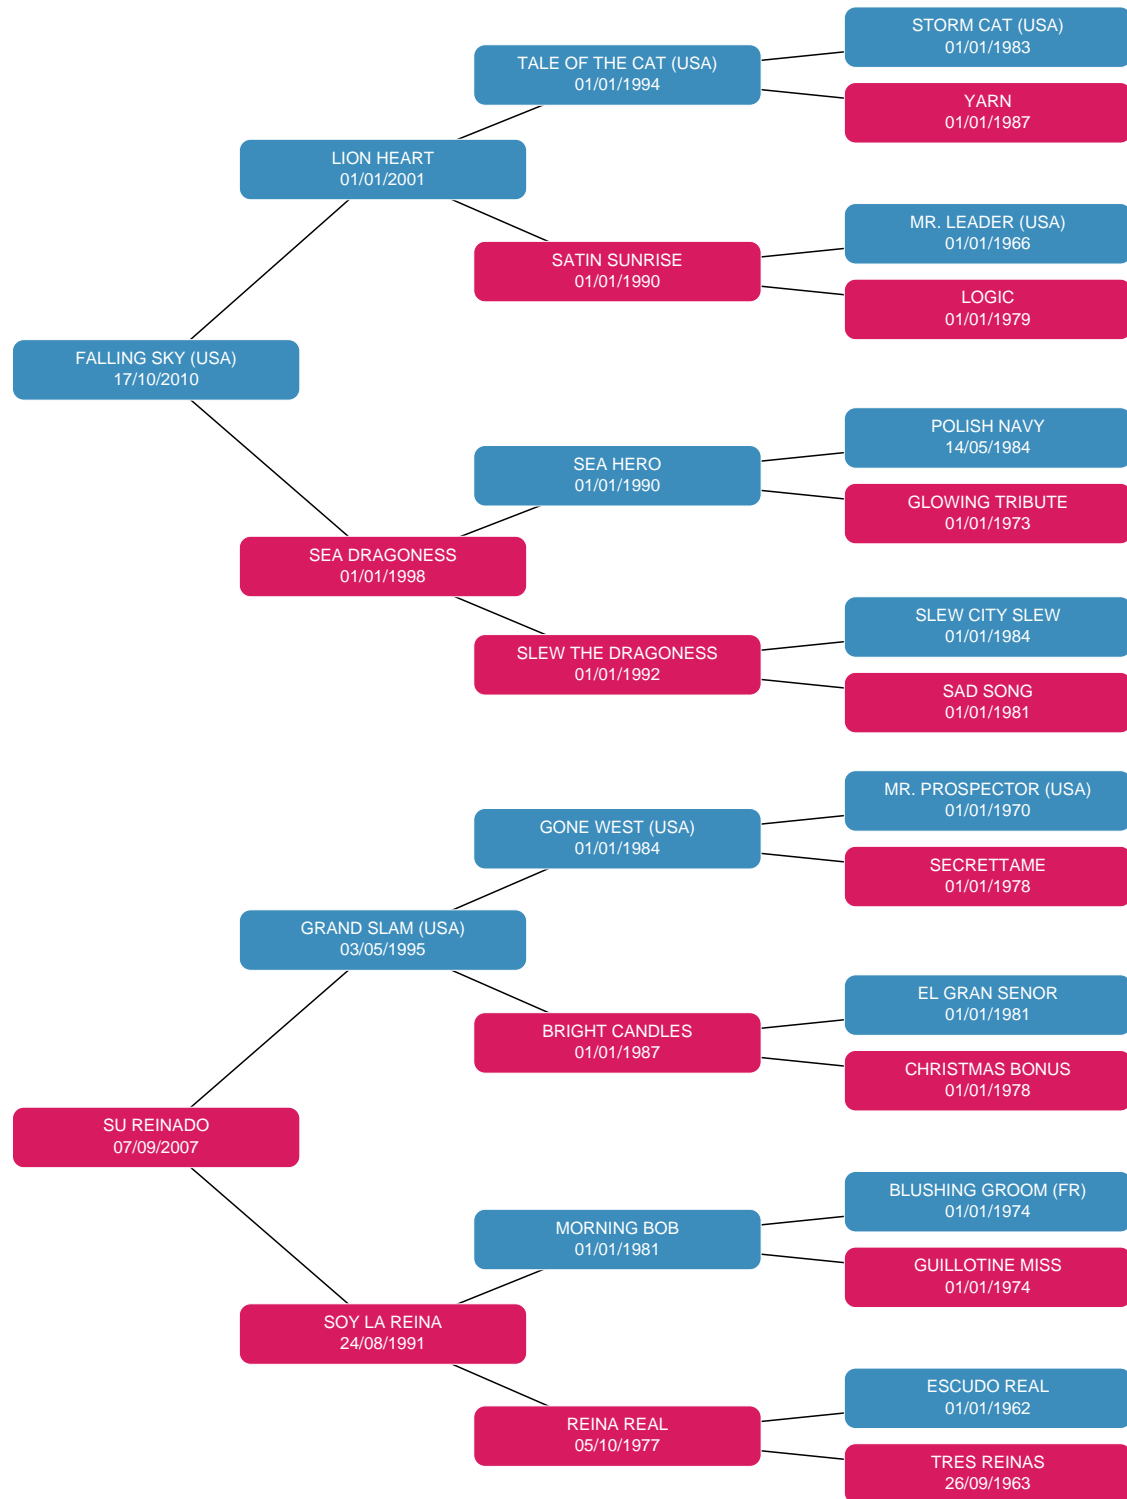 STORM CAT (USA)
01/01/1983
TALE OF THE CAT (USA)
01/01/1994
YARN
01/01/1987
LION HEART
01/01/2001
MR. LEADER (USA)
01/01/1966
SATIN SUNRISE
01/01/1990
LOGIC
01/01/1979
FALLING SKY (USA)
17/10/2010
POLISH NAVY
14/05/1984
SEA HERO
01/01/1990
GLOWING TRIBUTE
01/01/1973
SEA DRAGONESS
01/01/1998
SLEW CITY SLEW
01/01/1984
SLEW THE DRAGONESS
01/01/1992
SAD SONG
01/01/1981
MR. PROSPECTOR (USA)
01/01/1970
GONE WEST (USA)
01/01/1984
SECRETTAME
01/01/1978
GRAND SLAM (USA)
03/05/1995
EL GRAN SENOR
01/01/1981
BRIGHT CANDLES
01/01/1987
CHRISTMAS BONUS
01/01/1978
SU REINADO
07/09/2007
BLUSHING GROOM (FR)
01/01/1974
MORNING BOB
01/01/1981
GUILLOTINE MISS
01/01/1974
SOY LA REINA
24/08/1991
ESCUDO REAL
01/01/1962
REINA REAL
05/10/1977
TRES REINAS
26/09/1963